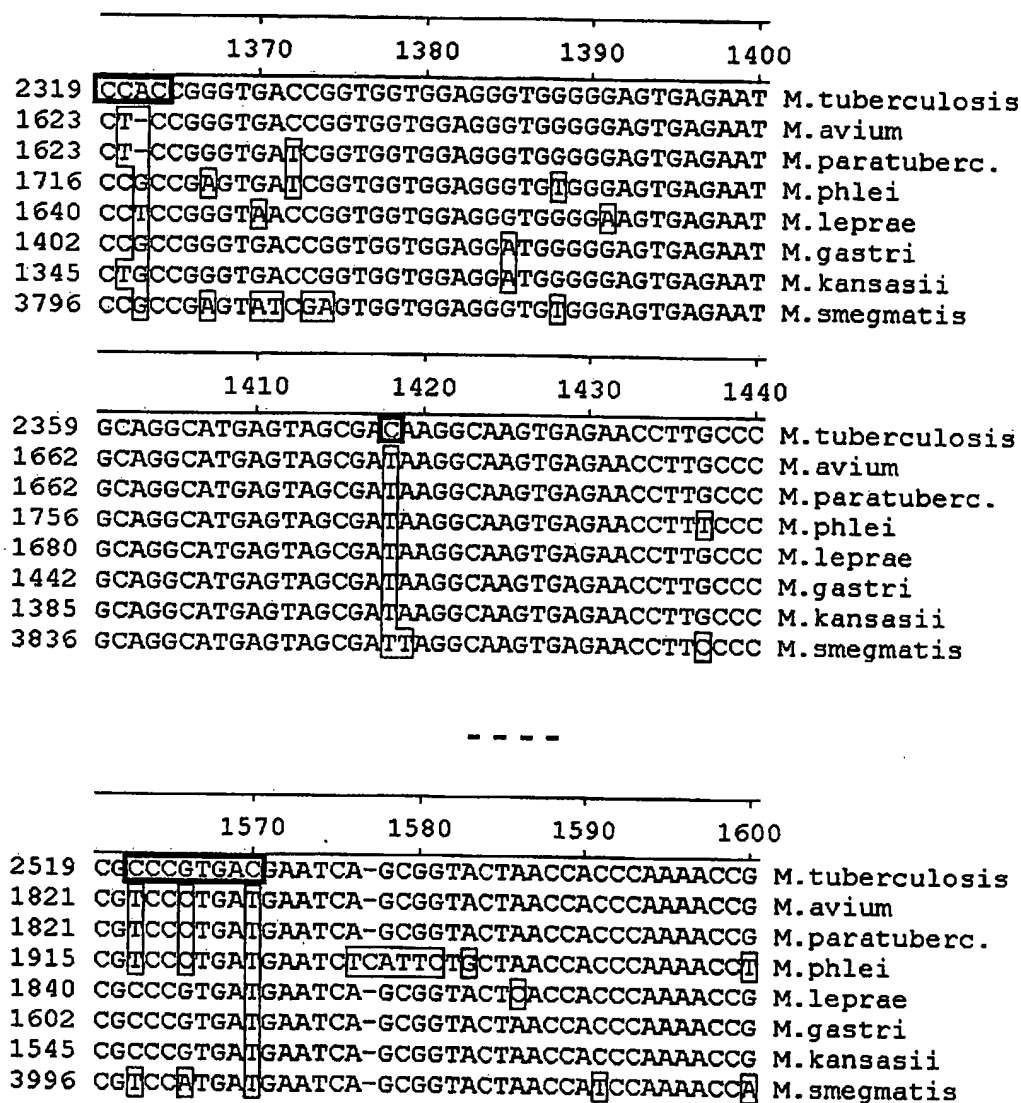 1370 1380 1390 1400
2319 CCACCGGGTGACCGGTGGTGGAGGGTGGGGGAGTGAGAAT M.tuberculosis
1623 CT-CCGGGTGACCGGTGGTGGAGGGTGGGGGAGTGAGAAT M.avium
1623 CT-CCGGGTGATCGGTGGTGGAGGGTGGGGGAGTGAGAAT M.paratuberc.
1716 CCGCCGAGTGATCGGTGGTGGAGGGTGTGGGAGTGAGAAT M.phlei
1640 CCTCCGGGTAACCGGTGGTGGAGGGTGGGGAAGTGAGAAT M.leprae
1402 CCGCCGGGTGACCGGTGGTGGAGGATGGGGGAGTGAGAAT M.gastri
1345 CTGCCGGGTGACCGGTGGTGGAGGATGGGGGAGTGAGAAT M.kansasii
3796 CCGCCGAGTATCGAGTGGTGGAGGGTGTGGGAGTGAGAAT M.smegmatis
1410 1420 1430 1440
2359 GCAGGCATGAGTAGCGACAAGGCAAGTGAGAACCTTGCCC M.tuberculosis
1662 GCAGGCATGAGTAGCGATAAGGCAAGTGAGAACCTTGCCC M.avium
1662 GCAGGCATGAGTAGCGATAAGGCAAGTGAGAACCTTGCCC M.paratuberc.
1756 GCAGGCATGAGTAGCGATAAGGCAAGTGAGAACCTTTCCC M.phlei
1680 GCAGGCATGAGTAGCGATAAGGCAAGTGAGAACCTTGCCC M.leprae
1442 GCAGGCATGAGTAGCGATAAGGCAAGTGAGAACCTTGCCC M.gastri
1385 GCAGGCATGAGTAGCGATAAGGCAAGTGAGAACCTTGCCC M.kansasii
3836 GCAGGCATGAGTAGCGATTAGGCAAGTGAGAACCTTCCCC M.smegmatis
- - - -
1570 1580 1590 1600
2519 CGCCCGTGACGAATCA-GCGGTACTAACCACCCAAAACCG M.tuberculosis
1821 CGTCCCTGATGAATCA-GCGGTACTAACCACCCAAAACCG M.avium
1821 CGTCCCTGATGAATCA-GCGGTACTAACCACCCAAAACCG M.paratuberc.
1915 CGTCCCTGATGAATCTCATTCTGCTAACCACCCAAAACCT M.phlei
1840 CGCCCGTGATGAATCA-GCGGTACTCACCACCCAAAACCG M.leprae
1602 CGCCCGTGATGAATCA-GCGGTACTAACCACCCAAAACCG M.gastri
1545 CGCCCGTGATGAATCA-GCGGTACTAACCACCCAAAACCG M.kansasii
3996 CGTCCATGATGAATCA-GCGGTACTAACCATCCAAAACCA M.smegmatis